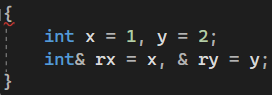 {
int x = 1, y = 2;
int& rx = x, & ry = y;
}